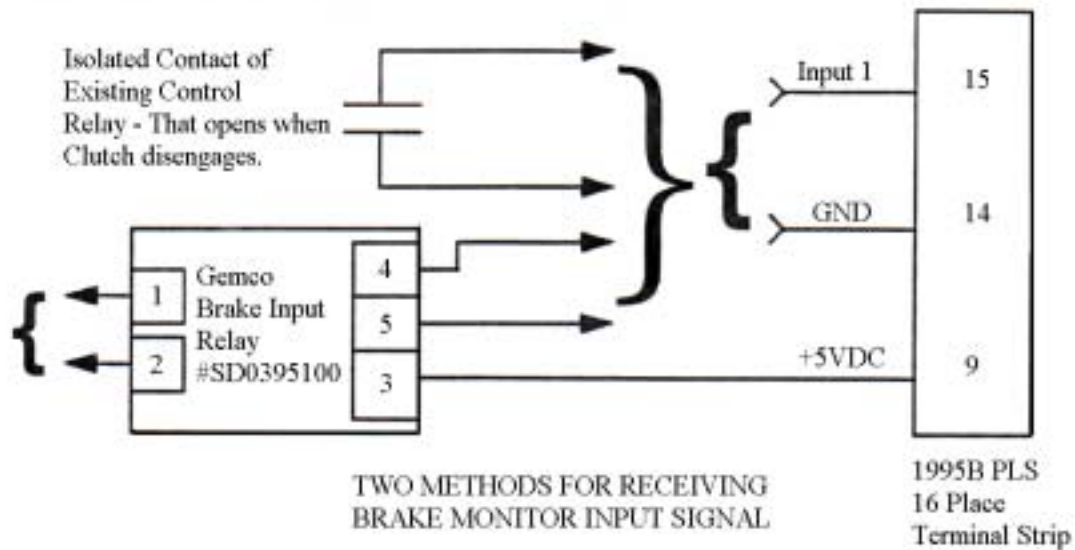 Isolated Contact of
Existing Control
Relay - That opens when
Clutch disengages.
Input 1
15
GND
14
+5VDC
9
1
2
Gemco
Brake Input
Relay
#SD0395100
4
5
3
TWO METHODS FOR RECEIVING
BRAKE MONITOR INPUT SIGNAL
1995B PLS
16 Place
Terminal Strip